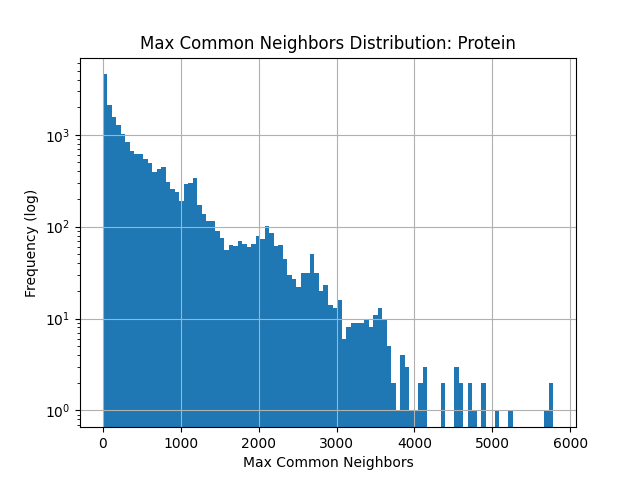 Max Common Neighbors Distribution: Protein
Frequency (log)
10³
10²
10¹
10⁰
0 1000 2000 3000 4000 5000 6000
Max Common Neighbors